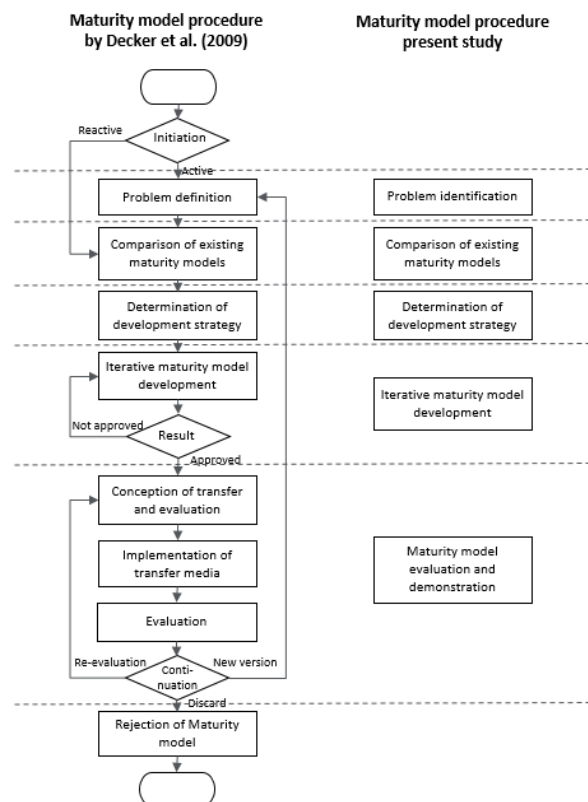 Maturity model procedure
by Decker et al. (2009)
Maturity model procedure
present study
Initiation
Reactive
Active
Problem definition
Problem identification
Comparison of existing
maturity models
Comparison of existing
maturity models
Determination of
development strategy
Determination of
development strategy
Iterative maturity model
development
Iterative maturity model
development
Not approved
Result
Approved
Conception of transfer
and evaluation
Implementation of
transfer media
Maturity model
evaluation and
demonstration
Evaluation
Re-evaluation
Conti-
nuation
New version
Discard
Rejection of Maturity
model